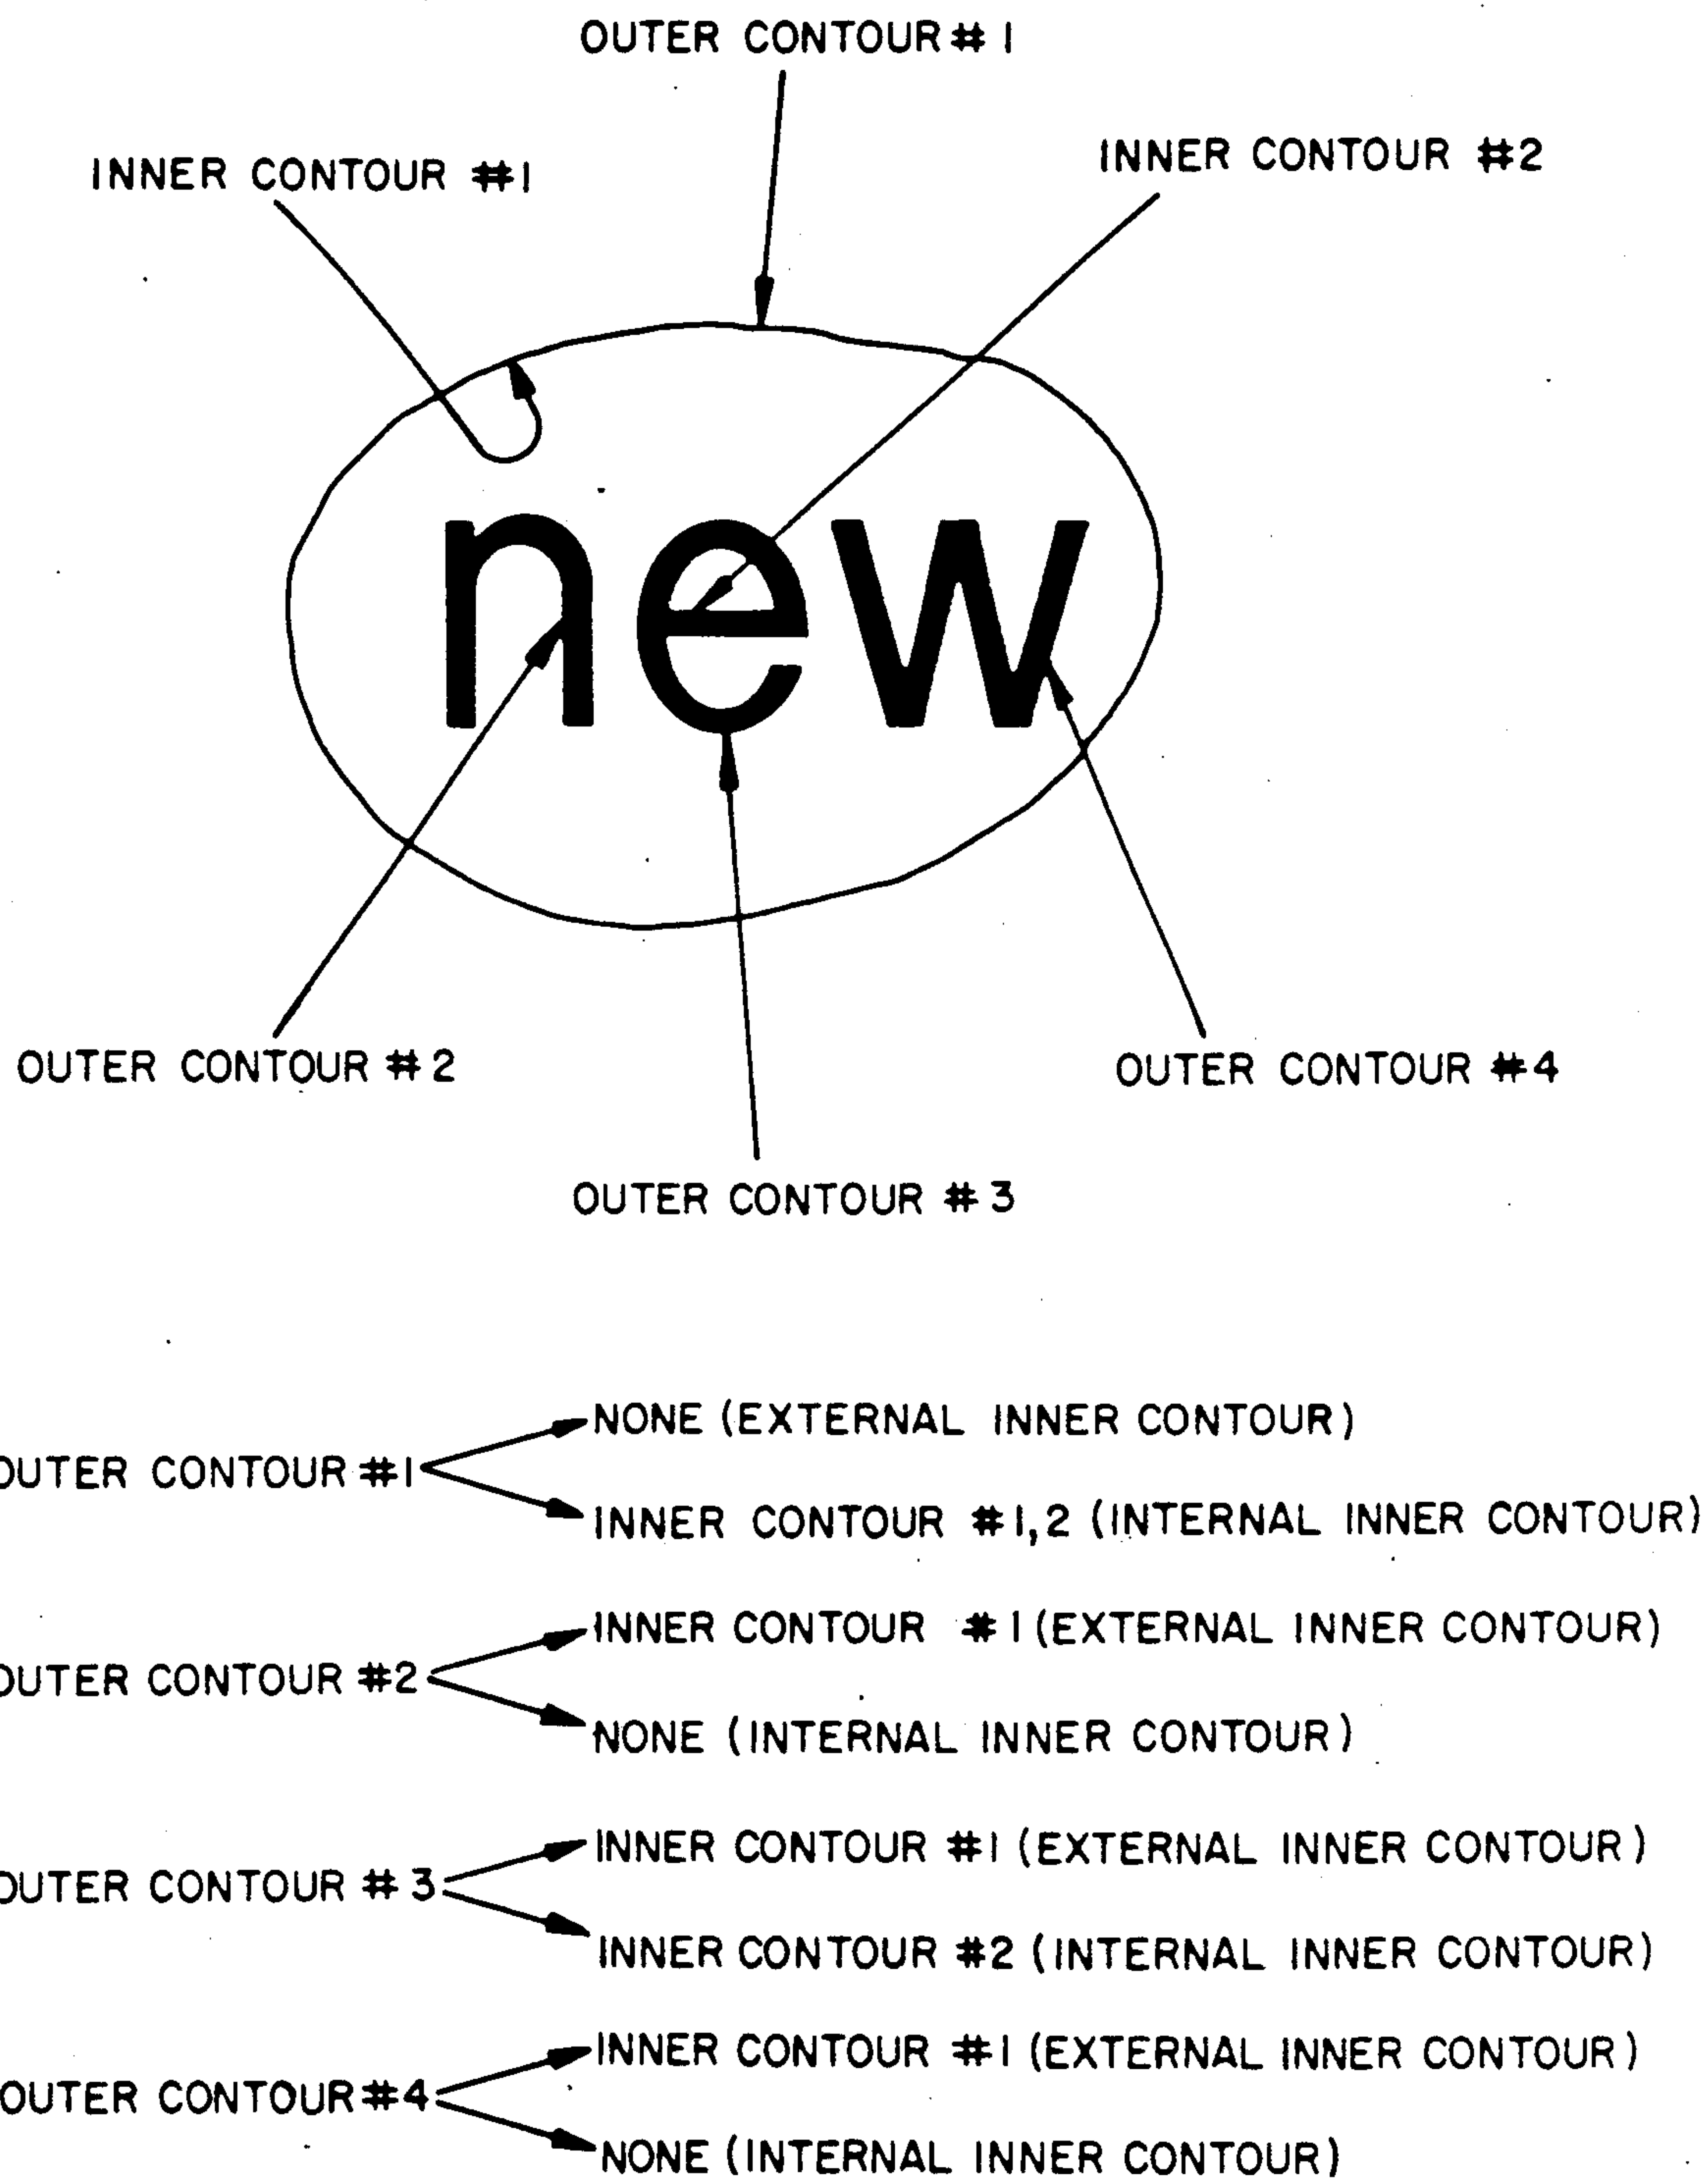 OUTER CONTOUR # 1
INNER CONTOUR #2
INNER CONTOUR #1
new
OUTER CONTOUR #2
OUTER CONTOUR #4
OUTER CONTOUR #3
NONE (EXTERNAL INNER CONTOUR)
OUTER CONTOUR #1
INNER CONTOUR #1,2 (INTERNAL INNER CONTOUR)
INNER CONTOUR #1 (EXTERNAL INNER CONTOUR)
OUTER CONTOUR #2
NONE (INTERNAL INNER CONTOUR)
INNER CONTOUR #1 (EXTERNAL INNER CONTOUR)
OUTER CONTOUR #3
INNER CONTOUR #2 (INTERNAL INNER CONTOUR)
INNER CONTOUR #1 (EXTERNAL INNER CONTOUR)
OUTER CONTOUR #4
NONE (INTERNAL INNER CONTOUR)